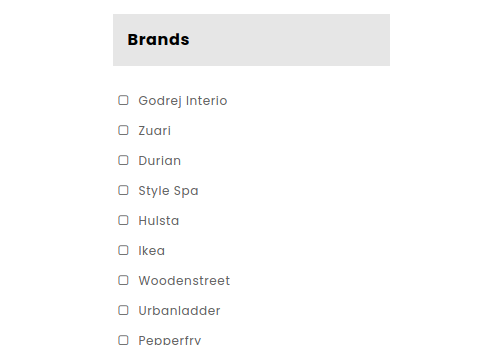 Brands
Godrej Interio
Zuari
Durian
Style Spa
Hulsta
Ikea
Woodenstreet
Urbanladder
Pepperfry